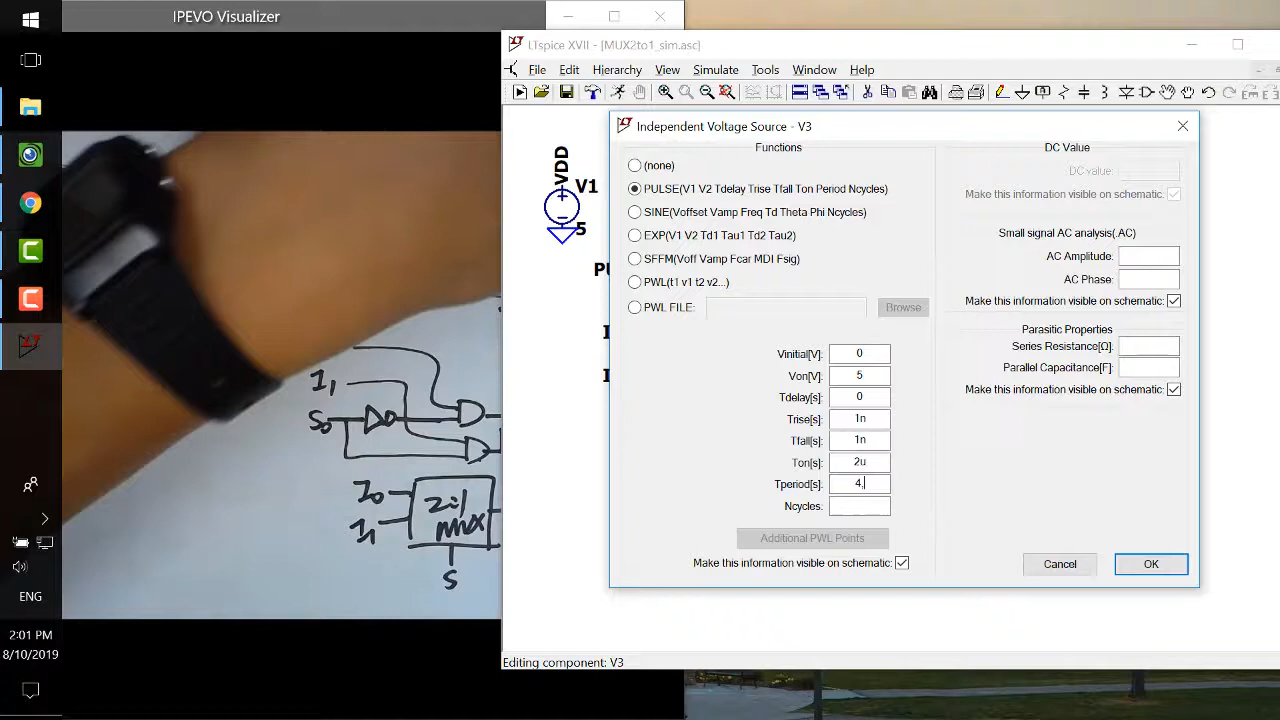 IPEVO Visualizer
LTspice XVII - [MUX2to1_sim.asc]
File Edit Hierarchy View Simulate Tools Window Help
Independent Voltage Source - V3
Functions
(none)
PULSE(V1 V2 Tdelay Trise Tfall Ton Period Ncycles)
SINE(Voffset Vamp Freq Td Theta Phi Ncycles)
EXP(V1 V2 Td1 Tau1 Td2 Tau2)
SFFM(Voff Vamp Fcar MDI Fsig)
PWL(t1 v1 t2 v2...)
PWL FILE:
Browse
Vinitial[V]: 0
Von[V]: 5
Tdelay[s]: 0
Trise[s]: 1n
Tfall[s]: 1n
Ton[s]: 2u
Tperiod[s]: 4,
Ncycles:
Additional PWL Points
Make this information visible on schematic:
DC Value
DC value:
Make this information visible on schematic:
Small signal AC analysis(.AC)
AC Amplitude:
AC Phase:
Make this information visible on schematic:
Parasitic Properties
Series Resistance[Ω]:
Parallel Capacitance[F]:
Make this information visible on schematic:
Cancel
OK
VDD
V1
5
PU
I
I
Editing component: V3
I1
S0
I0
I1
2:1
mux
S
ENG
2:01 PM
8/10/2019